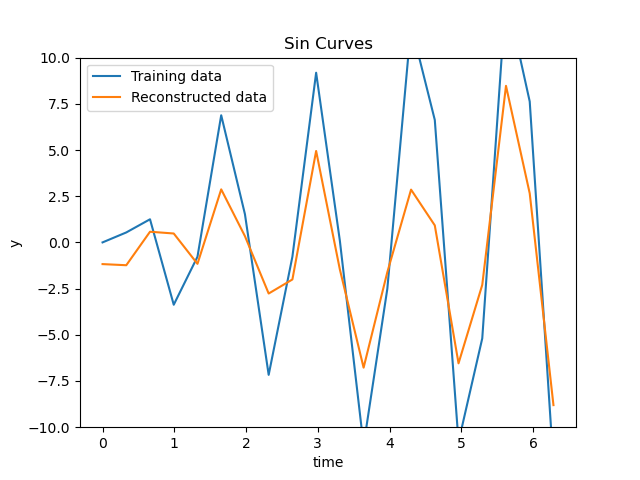 Sin Curves
Training data
Reconstructed data
y
10.0
7.5
5.0
2.5
0.0
−2.5
−5.0
−7.5
−10.0
0 1 2 3 4 5 6
time